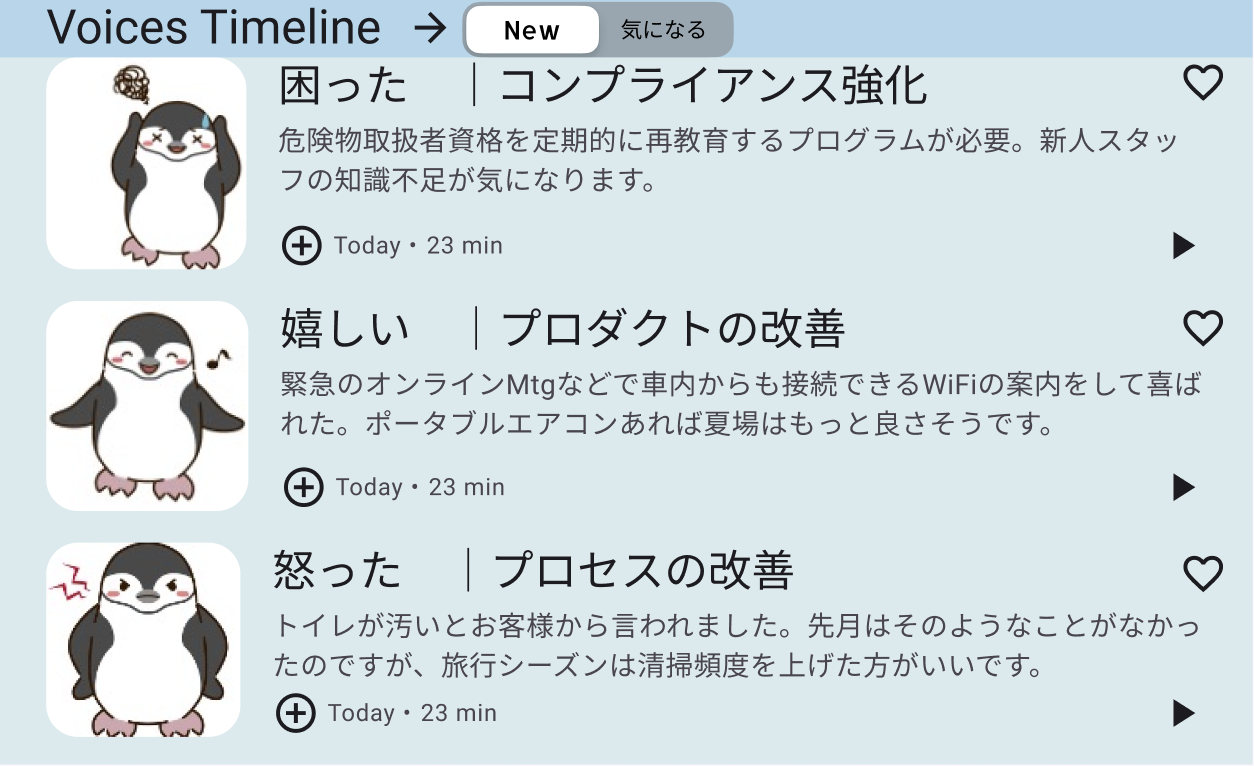 Voices Timeline → New 気になる
困った ｜コンプライアンス強化
危険物取扱者資格を定期的に再教育するプログラムが必要。新人スタッ
フの知識不足が気になります。
Today • 23 min
嬉しい ｜プロダクトの改善
緊急のオンラインMtgなどで車内からも接続できるWiFiの案内をして喜ば
れた。ポータブルエアコンあれば夏場はもっと良さそうです。
Today • 23 min
怒った ｜プロセスの改善
トイレが汚いとお客様から言われました。先月はそのようなことがなかっ
たのですが、旅行シーズンは清掃頻度を上げた方がいいです。
Today • 23 min